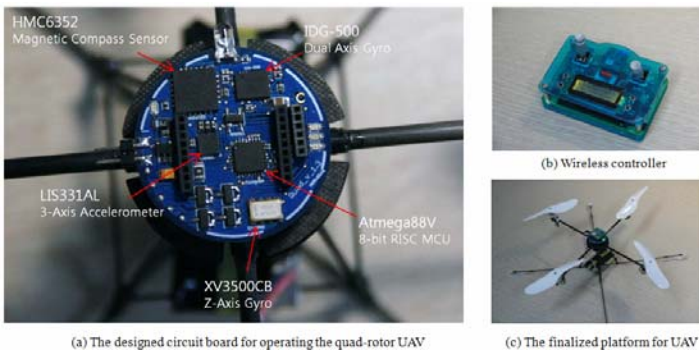 HMC6352
Magnetic Compass Sensor
IDG-500
Dual Axis Gyro
LIS331AL
3-Axis Accelerometer
Atmega88V
8-bit RISC MCU
XV3500CB
Z-Axis Gyro
(a) The designed circuit board for operating the quad-rotor UAV
(b) Wireless controller
(c) The finalized platform for UAV